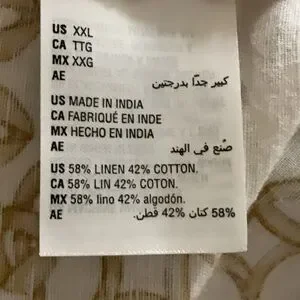 US XXL
CA TTG
MX XXG
AE كبير جدًا بدرجتين
US MADE IN INDIA
CA FABRIQUÉ EN INDE
MX HECHO EN INDIA
AE صُنع في الهند
US 58% LINEN 42% COTTON.
CA 58% LIN 42% COTON.
MX 58% lino 42% algodón.
AE 58% كتان 42% قطن.